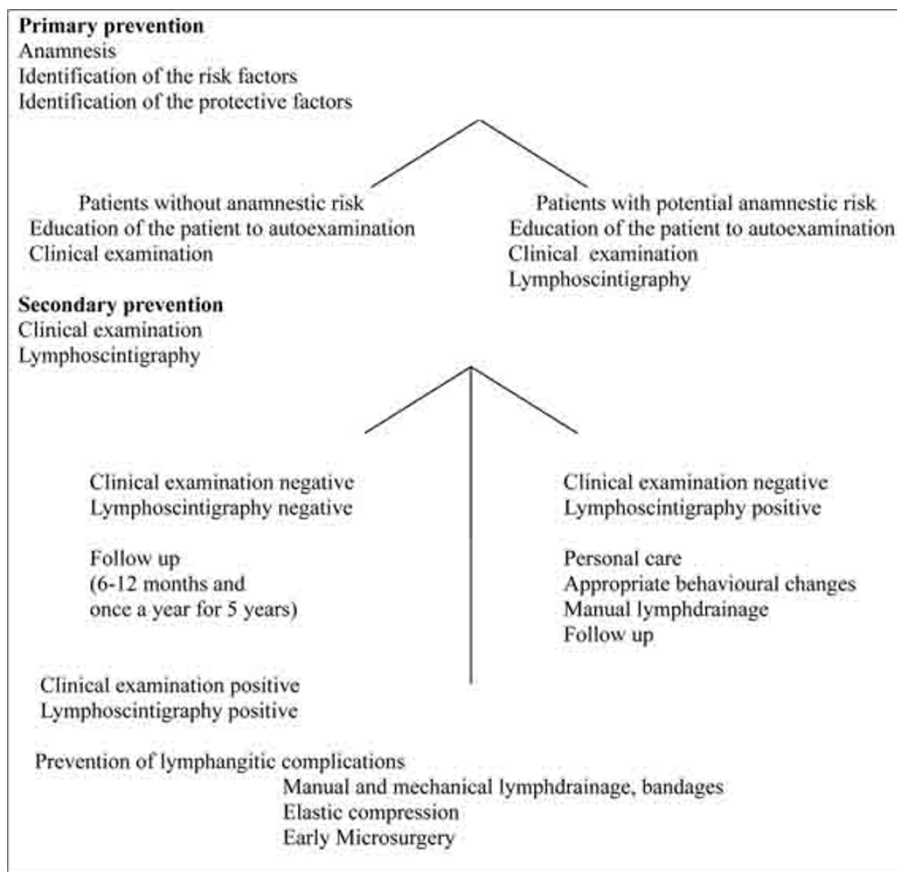 Primary prevention
Anamnesis
Identification of the risk factors
Identification of the protective factors
Patients without anamnestic risk
Education of the patient to autoexamination
Clinical examination
Patients with potential anamnestic risk
Education of the patient to autoexamination
Clinical examination
Lymphoscintigraphy
Secondary prevention
Clinical examination
Lymphoscintigraphy
Clinical examination negative
Lymphoscintigraphy negative
Follow up
(6-12 months and
once a year for 5 years)
Clinical examination negative
Lymphoscintigraphy positive
Personal care
Appropriate behavioural changes
Manual lymphdrainage
Follow up
Clinical examination positive
Lymphoscintigraphy positive
Prevention of lymphangitic complications
Manual and mechanical lymphdrainage, bandages
Elastic compression
Early Microsurgery